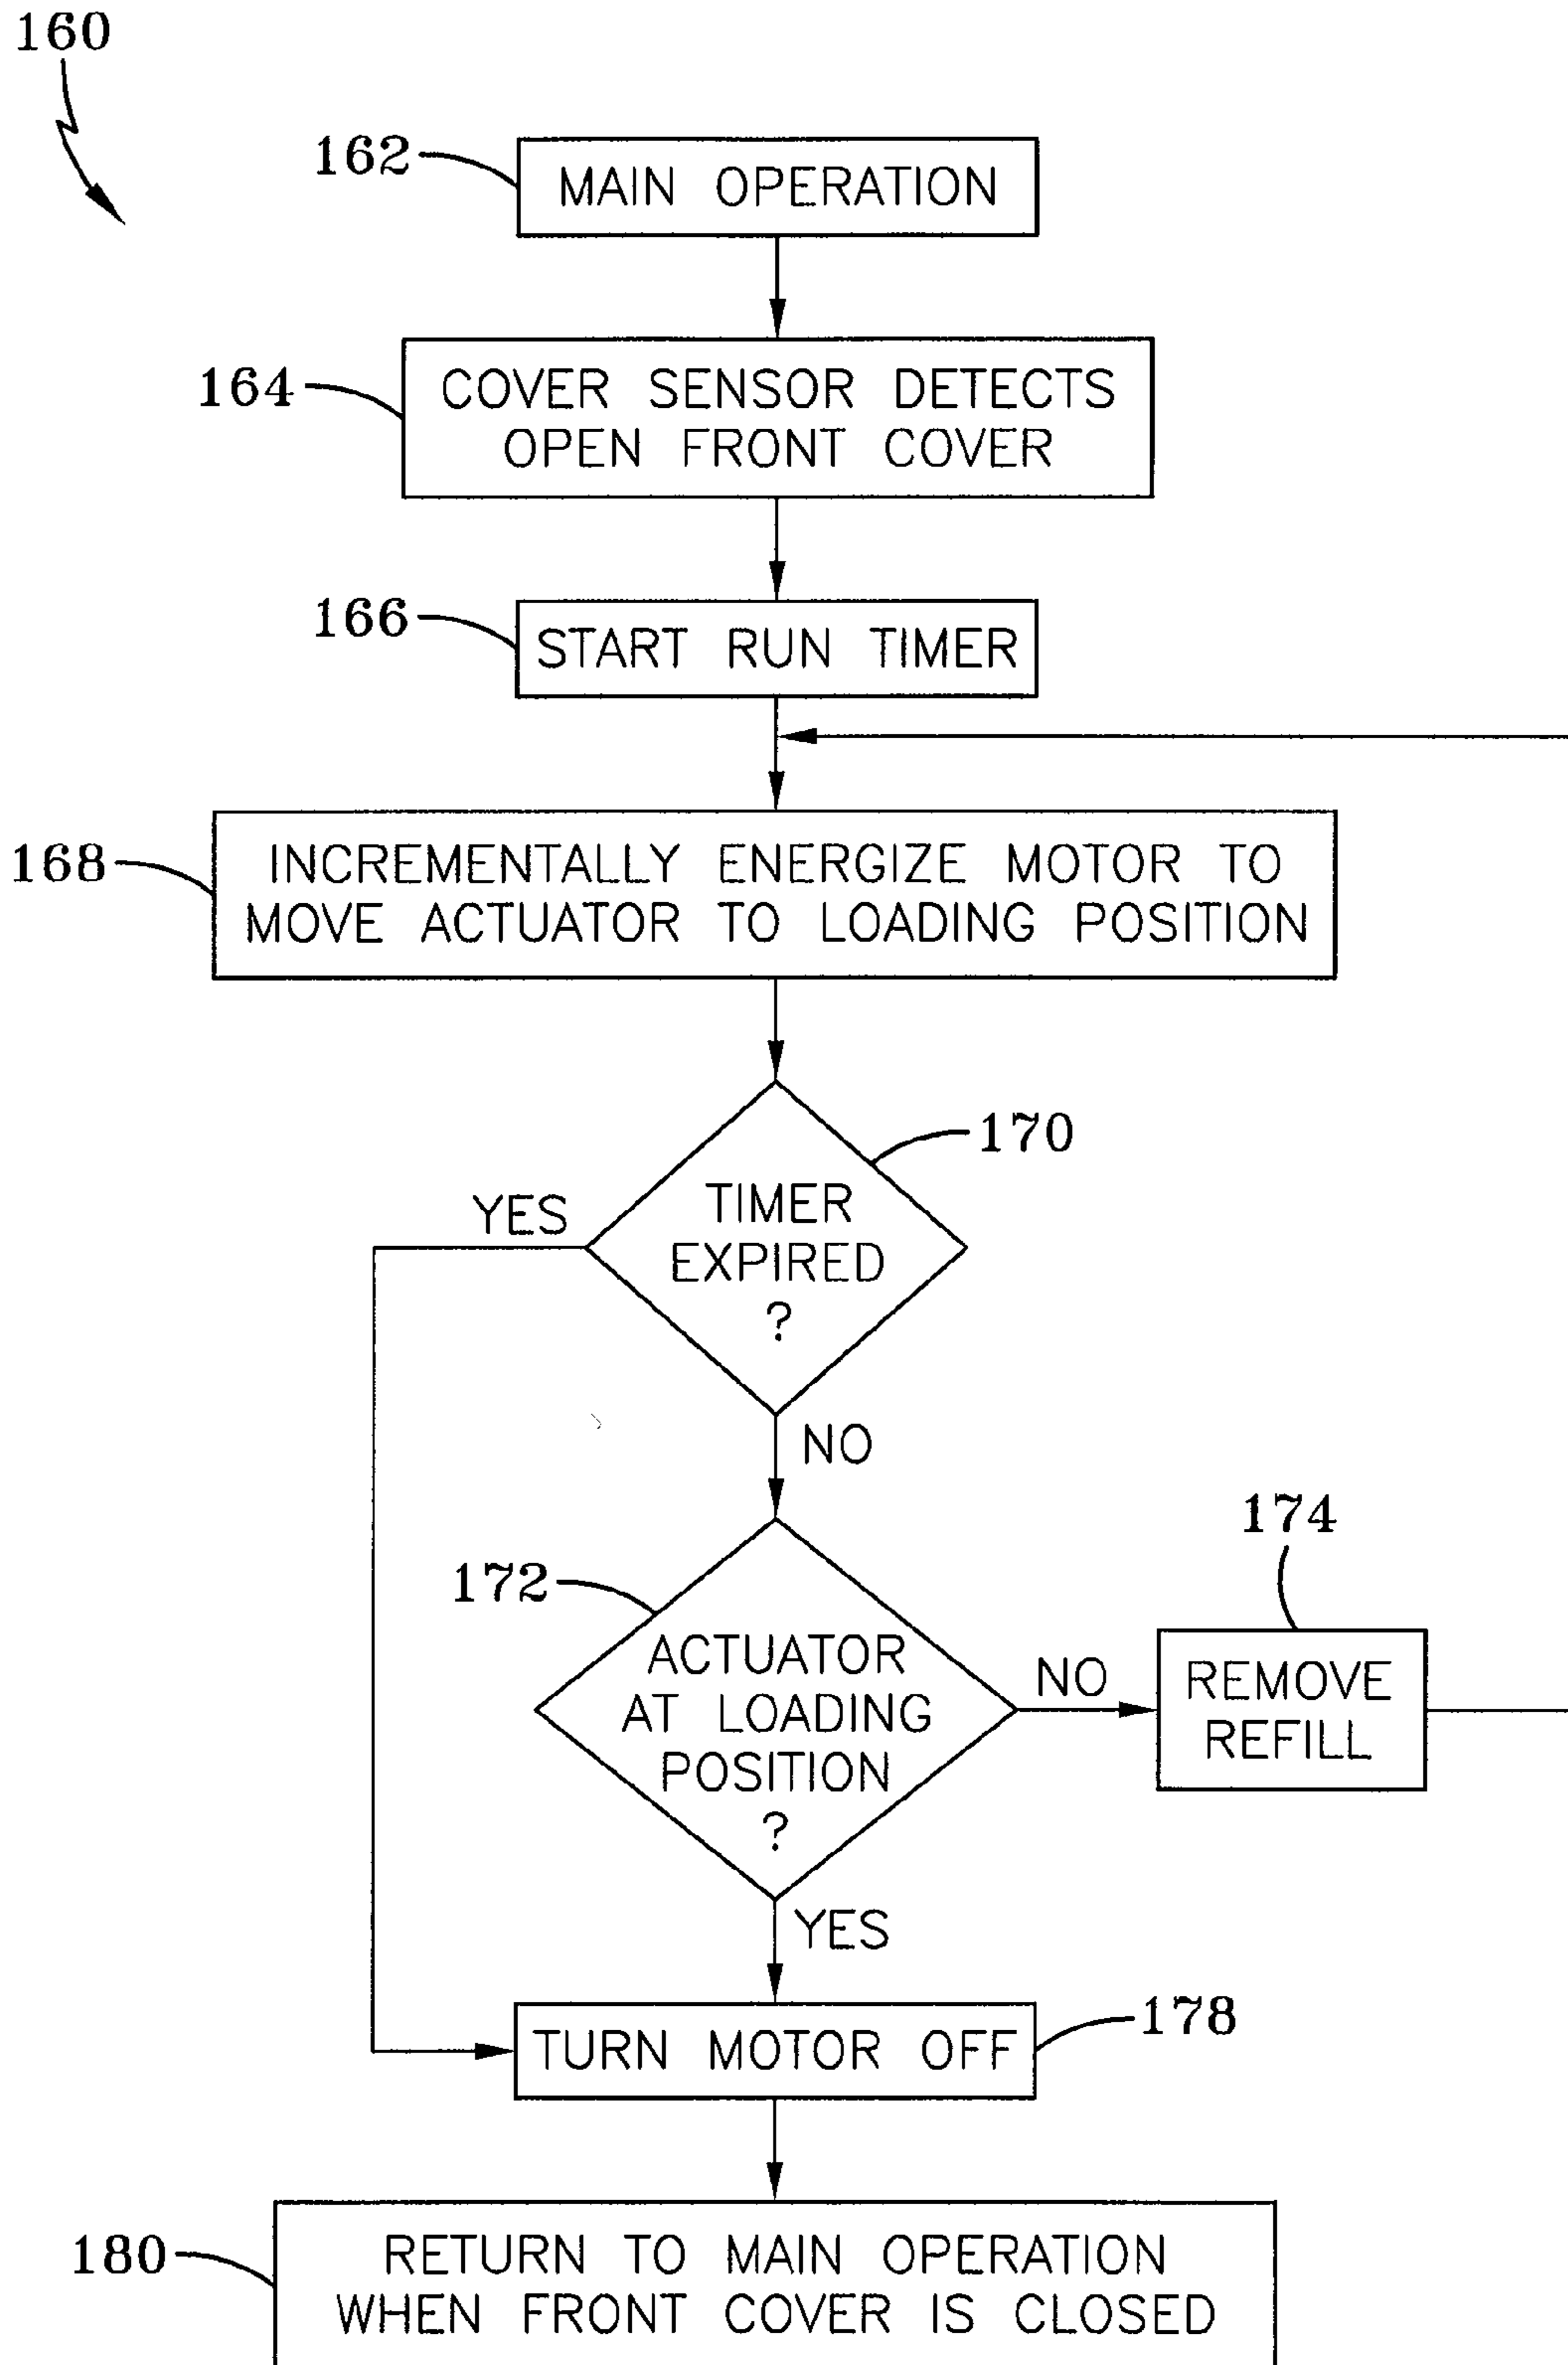 160
162
MAIN OPERATION
164
COVER SENSOR DETECTS
OPEN FRONT COVER
166
START RUN TIMER
168
INCREMENTALLY ENERGIZE MOTOR TO
MOVE ACTUATOR TO LOADING POSITION
170
TIMER
EXPIRED
?
YES
NO
172
ACTUATOR
AT LOADING
POSITION
?
NO
174
REMOVE
REFILL
YES
178
TURN MOTOR OFF
180
RETURN TO MAIN OPERATION
WHEN FRONT COVER IS CLOSED